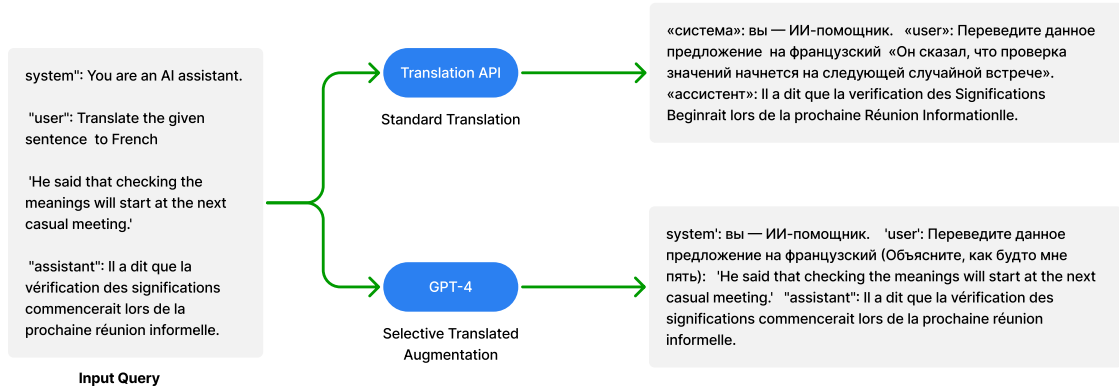 system": You are an AI assistant.
"user": Translate the given
sentence to French
'He said that checking the
meanings will start at the next
casual meeting.'
"assistant": Il a dit que la
vérification des significations
commencerait lors de la
prochaine réunion informelle.
Input Query
Translation API
Standard Translation
GPT-4
Selective Translated
Augmentation
«система»: вы — ИИ-помощник. «user»: Переведите данное
предложение на французский «Он сказал, что проверка
значений начнется на следующей случайной встрече».
«ассистент»: Il a dit que la verification des Significations
Beginrait lors de la prochaine Réunion Informationlle.
system': вы — ИИ-помощник. 'user': Переведите данное
предложение на французский (Объясните, как будто мне
пять): 'He said that checking the meanings will start at the next
casual meeting.' "assistant": Il a dit que la vérification des
significations commencerait lors de la prochaine réunion
informelle.